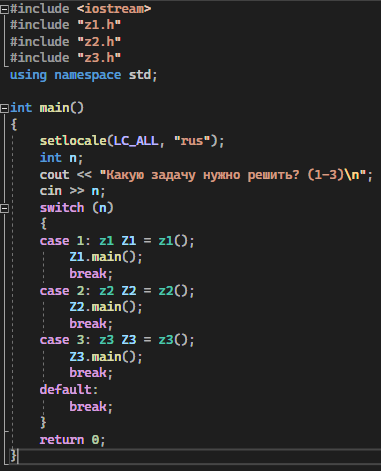 #include <iostream>
#include "z1.h"
#include "z2.h"
#include "z3.h"
using namespace std;

int main()
{
    setlocale(LC_ALL, "rus");
    int n;
    cout << "Какую задачу нужно решить? (1-3)\n";
    cin >> n;
    switch (n)
    {
    case 1: z1 Z1 = z1();
        Z1.main();
        break;
    case 2: z2 Z2 = z2();
        Z2.main();
        break;
    case 3: z3 Z3 = z3();
        Z3.main();
        break;
    default:
        break;
    }
    return 0;
}